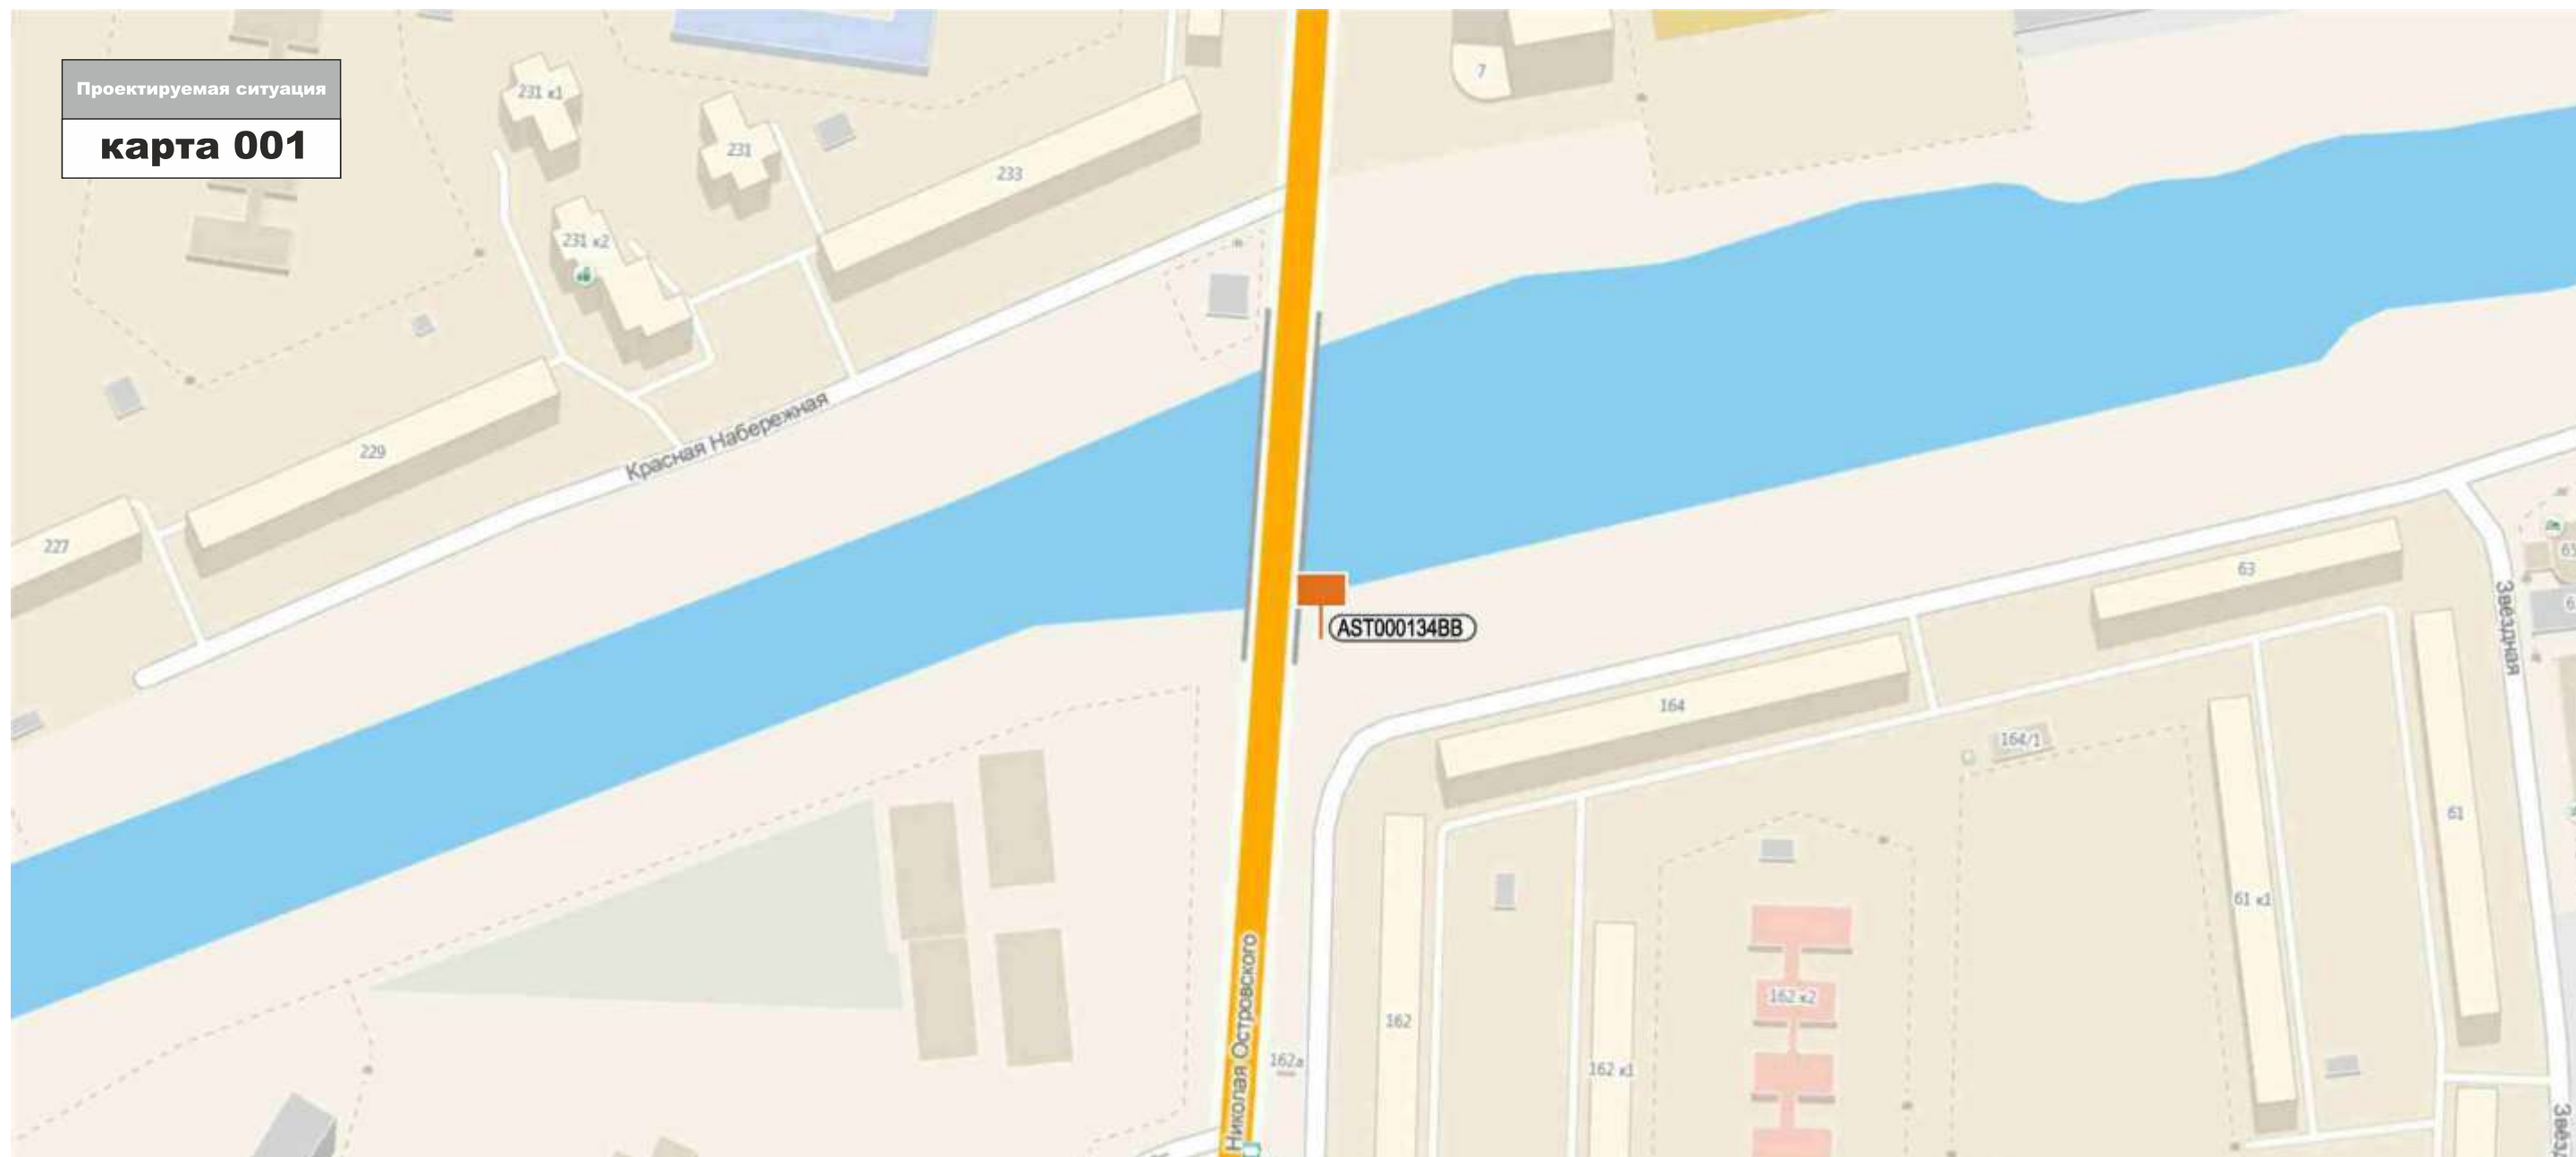 Проектируемая ситуация
карта 001
231 к1
7
231
233
231 к2
Красная Набережная
229
227
AST000134BB
63
Звёздная
164
164/1
61
61 к1
162 к2
162
Николая Островского
162а
162 к1